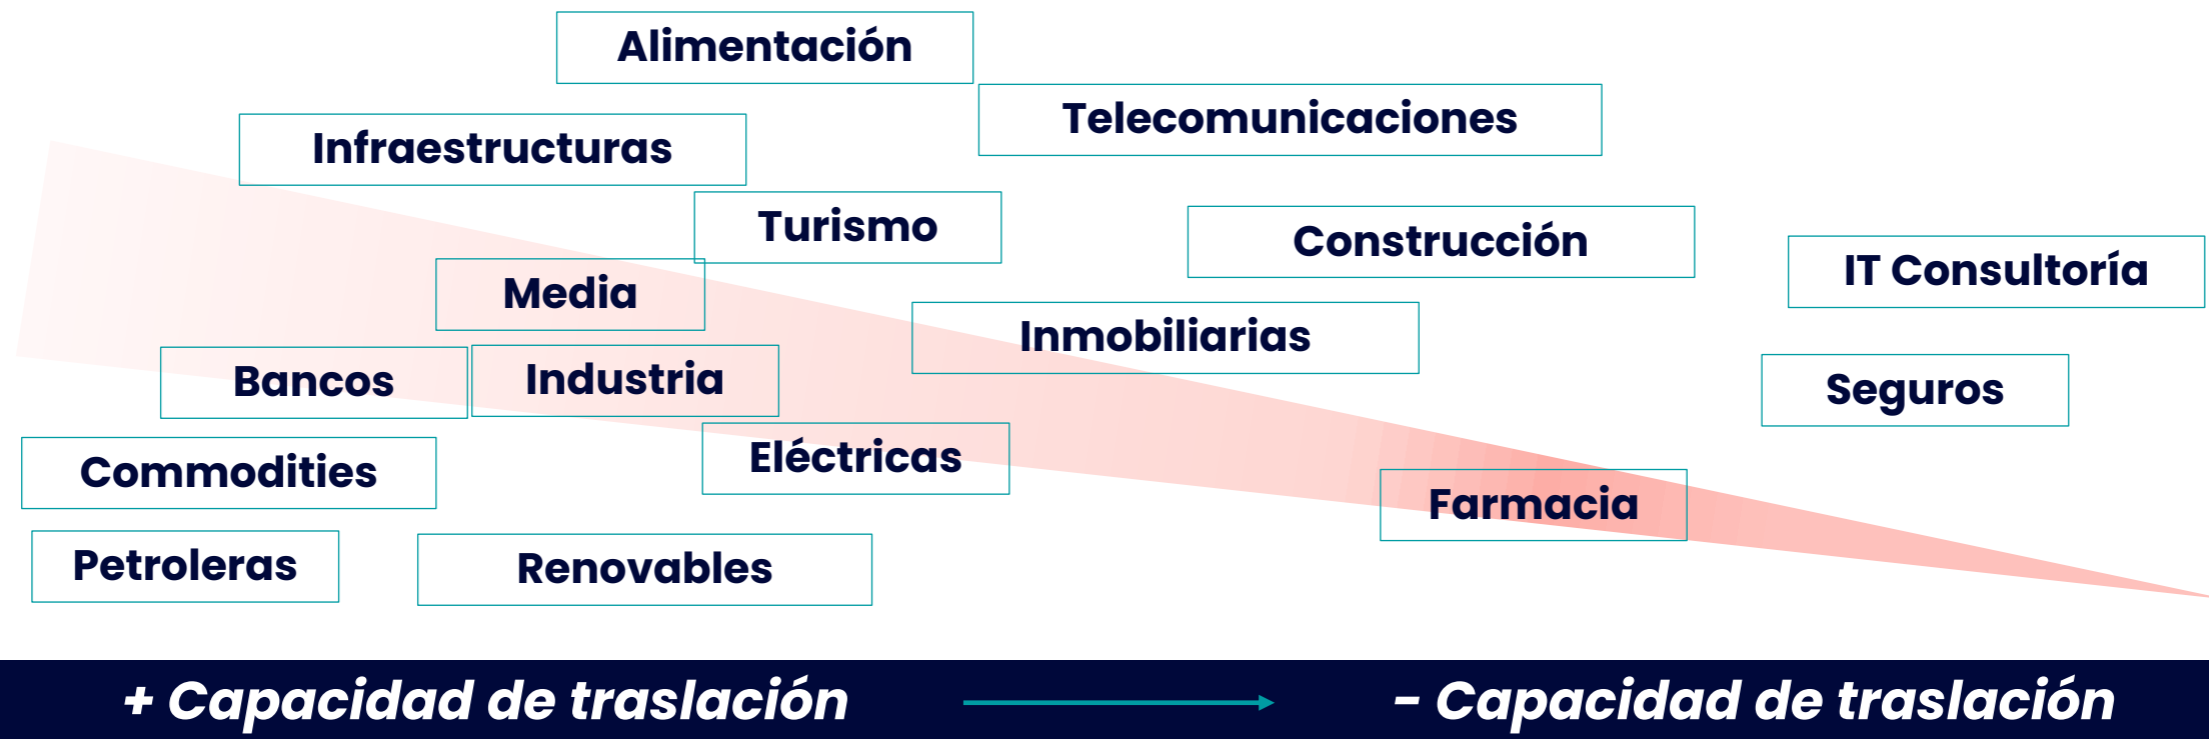 Alimentación
Telecomunicaciones
Infraestructuras
Turismo
Construcción
IT Consultoría
Media
Inmobiliarias
Bancos
Industria
Seguros
Commodities
Eléctricas
Farmacia
Petroleras
Renovables
+ Capacidad de traslación
- Capacidad de traslación